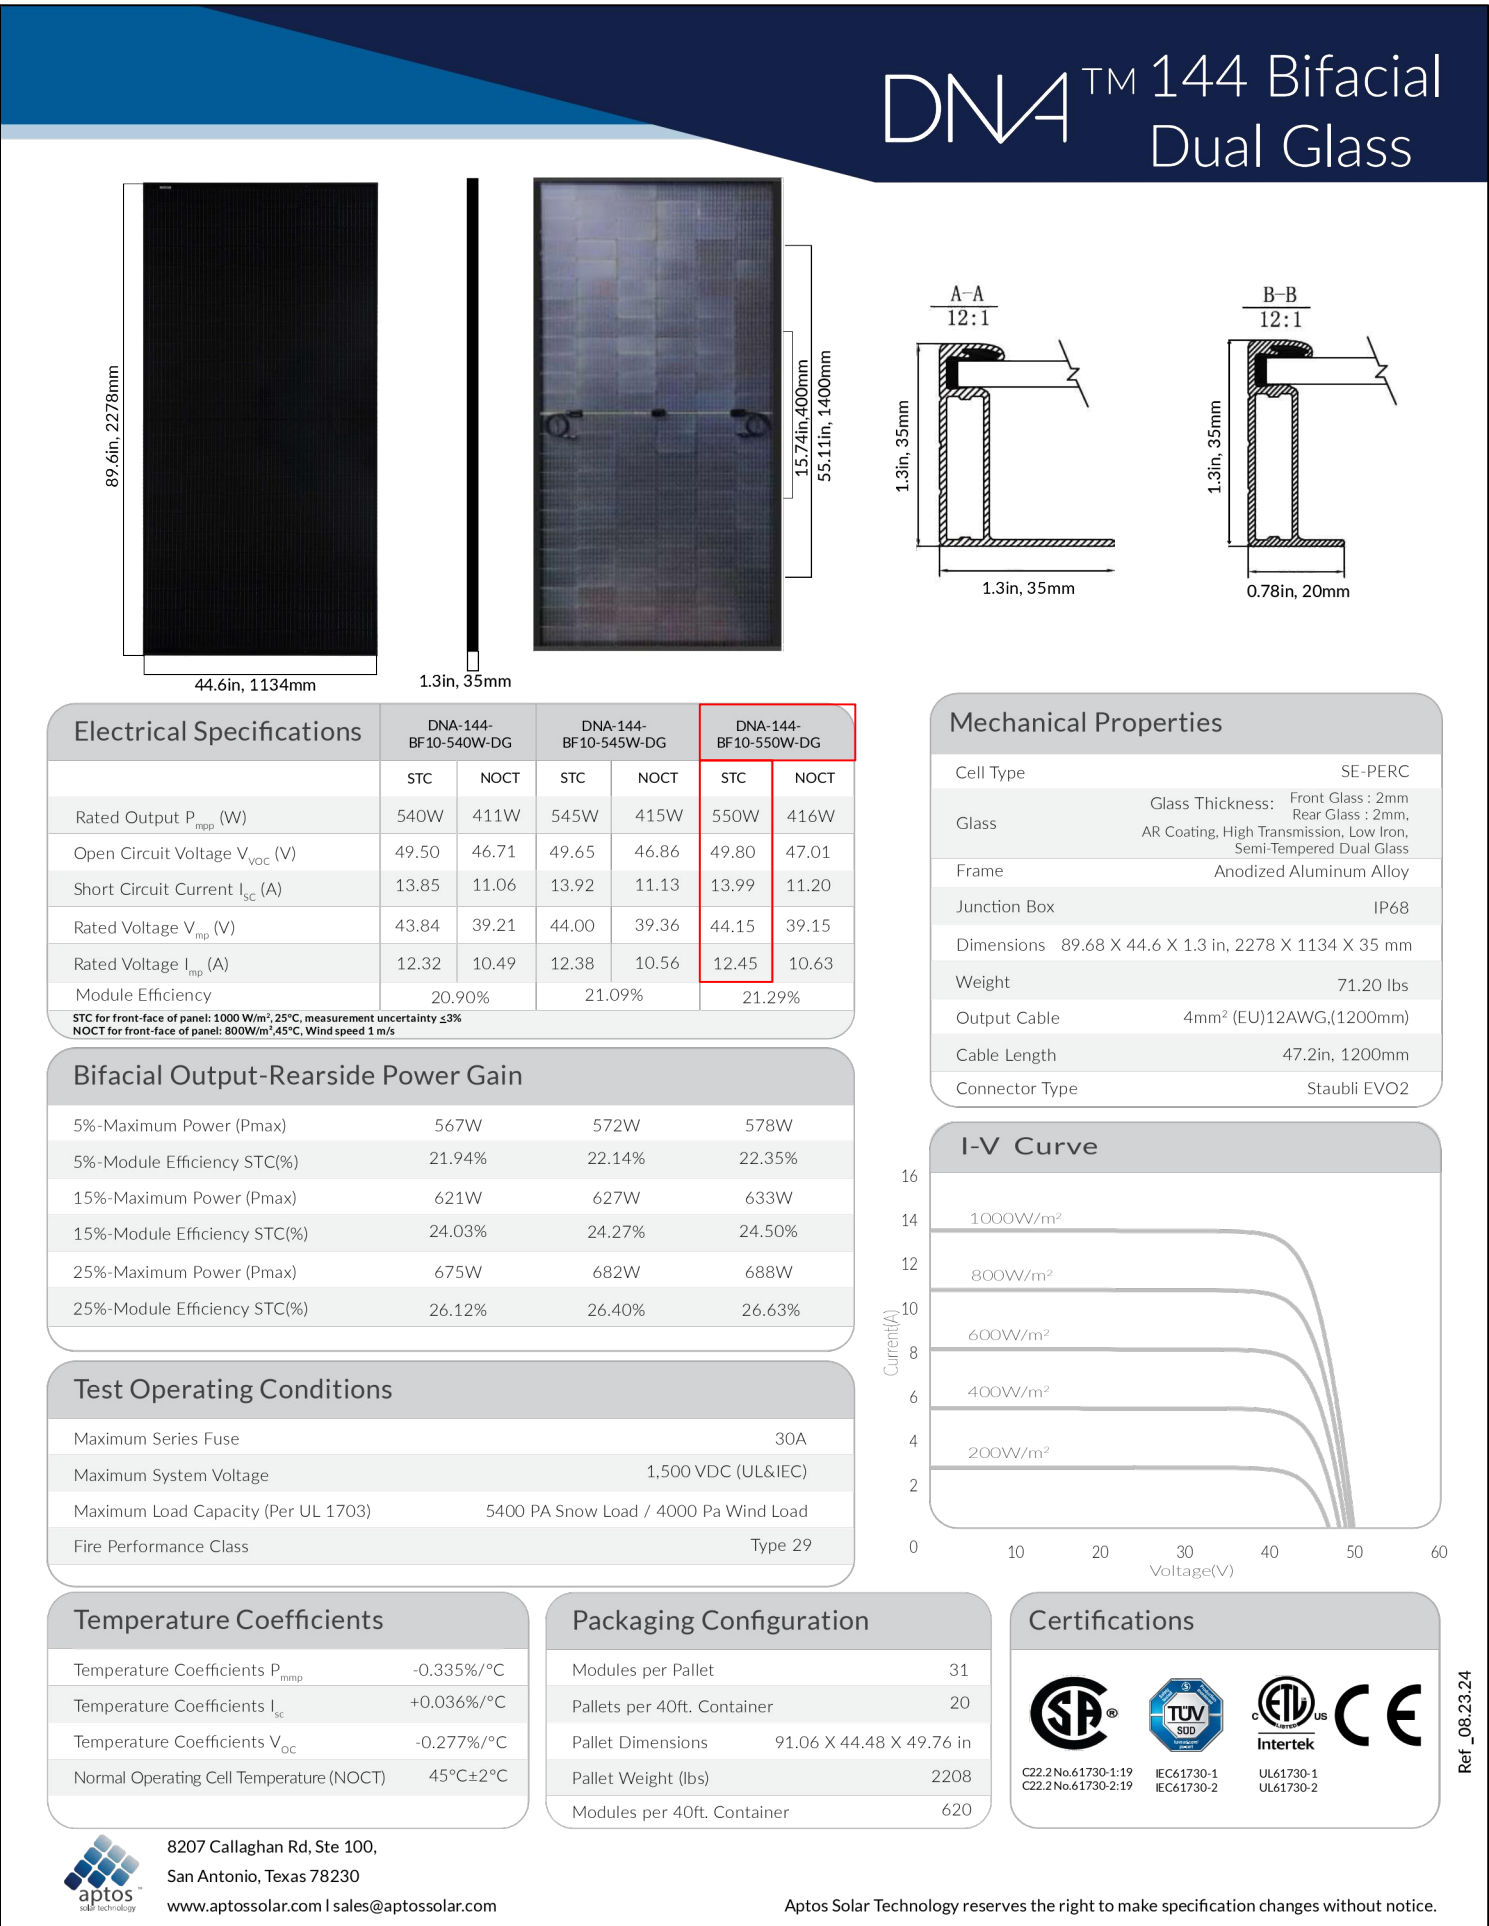 DNA™ 144 Bifacial
Dual Glass
89.6in, 2278mm
44.6in, 1134mm
1.3in, 35mm
15.74in,400mm
55.11in, 1400mm
A-A
12:1
1.3in, 35mm
1.3in, 35mm
B-B
12:1
1.3in, 35mm
0.78in, 20mm
Electrical Specifications DNA-144- DNA-144- DNA-144-
BF10-540W-DG BF10-545W-DG BF10-550W-DG
STC NOCT STC NOCT STC NOCT
Rated Output Pmpp (W) 540W 411W 545W 415W 550W 416W
Open Circuit Voltage VVOC (V) 49.50 46.71 49.65 46.86 49.80 47.01
Short Circuit Current ISC (A) 13.85 11.06 13.92 11.13 13.99 11.20
Rated Voltage Vmp (V) 43.84 39.21 44.00 39.36 44.15 39.15
Rated Voltage Imp (A) 12.32 10.49 12.38 10.56 12.45 10.63
Module Efficiency 20.90% 21.09% 21.29%
STC for front-face of panel: 1000 W/m², 25°C, measurement uncertainty ≤3%
NOCT for front-face of panel: 800W/m²,45°C, Wind speed 1 m/s
Bifacial Output-Rearside Power Gain
5%-Maximum Power (Pmax) 567W 572W 578W
5%-Module Efficiency STC(%) 21.94% 22.14% 22.35%
15%-Maximum Power (Pmax) 621W 627W 633W
15%-Module Efficiency STC(%) 24.03% 24.27% 24.50%
25%-Maximum Power (Pmax) 675W 682W 688W
25%-Module Efficiency STC(%) 26.12% 26.40% 26.63%
Test Operating Conditions
Maximum Series Fuse 30A
Maximum System Voltage 1,500 VDC (UL&IEC)
Maximum Load Capacity (Per UL 1703) 5400 PA Snow Load / 4000 Pa Wind Load
Fire Performance Class Type 29
Mechanical Properties
Cell Type SE-PERC
Glass Glass Thickness: Front Glass : 2mm
Rear Glass : 2mm,
AR Coating, High Transmission, Low Iron,
Semi-Tempered Dual Glass
Frame Anodized Aluminum Alloy
Junction Box IP68
Dimensions 89.68 X 44.6 X 1.3 in, 2278 X 1134 X 35 mm
Weight 71.20 lbs
Output Cable 4mm² (EU)12AWG,(1200mm)
Cable Length 47.2in, 1200mm
Connector Type Staubli EVO2
I-V Curve
16
14
12
10
8
6
4
2
0
Current(A)
1000W/m²
800W/m²
600W/m²
400W/m²
200W/m²
10 20 30 40 50 60
Voltage(V)
Temperature Coefficients
Temperature Coefficients Pmmp -0.335%/°C
Temperature Coefficients Isc +0.036%/°C
Temperature Coefficients VOC -0.277%/°C
Normal Operating Cell Temperature (NOCT) 45°C±2°C
Packaging Configuration
Modules per Pallet 31
Pallets per 40ft. Container 20
Pallet Dimensions 91.06 X 44.48 X 49.76 in
Pallet Weight (lbs) 2208
Modules per 40ft. Container 620
Certifications
SA ®
TÜV
SÜD
C ETL US
LISTED
Intertek
CE
C22.2 No.61730-1:19
C22.2 No.61730-2:19
IEC61730-1
IEC61730-2
UL61730-1
UL61730-2
Ref _08.23.24
aptos™
solar technology
8207 Callaghan Rd, Ste 100,
San Antonio, Texas 78230
www.aptossolar.com l sales@aptossolar.com
Aptos Solar Technology reserves the right to make specification changes without notice.